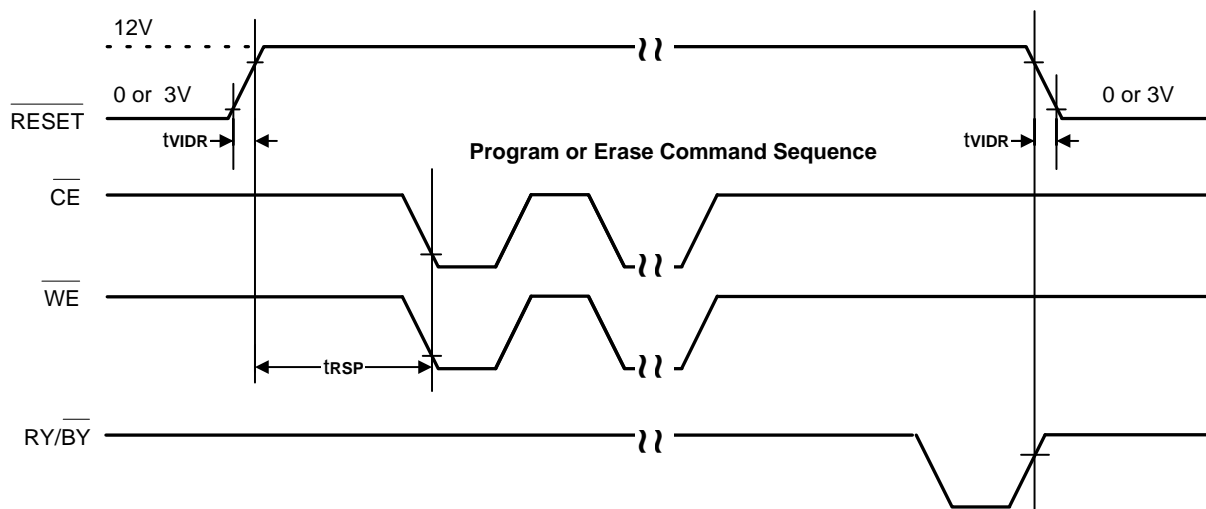 12V
0 or 3V
0 or 3V
RESET
tVIDR
tVIDR
Program or Erase Command Sequence
CE
WE
tRSP
RY/BY